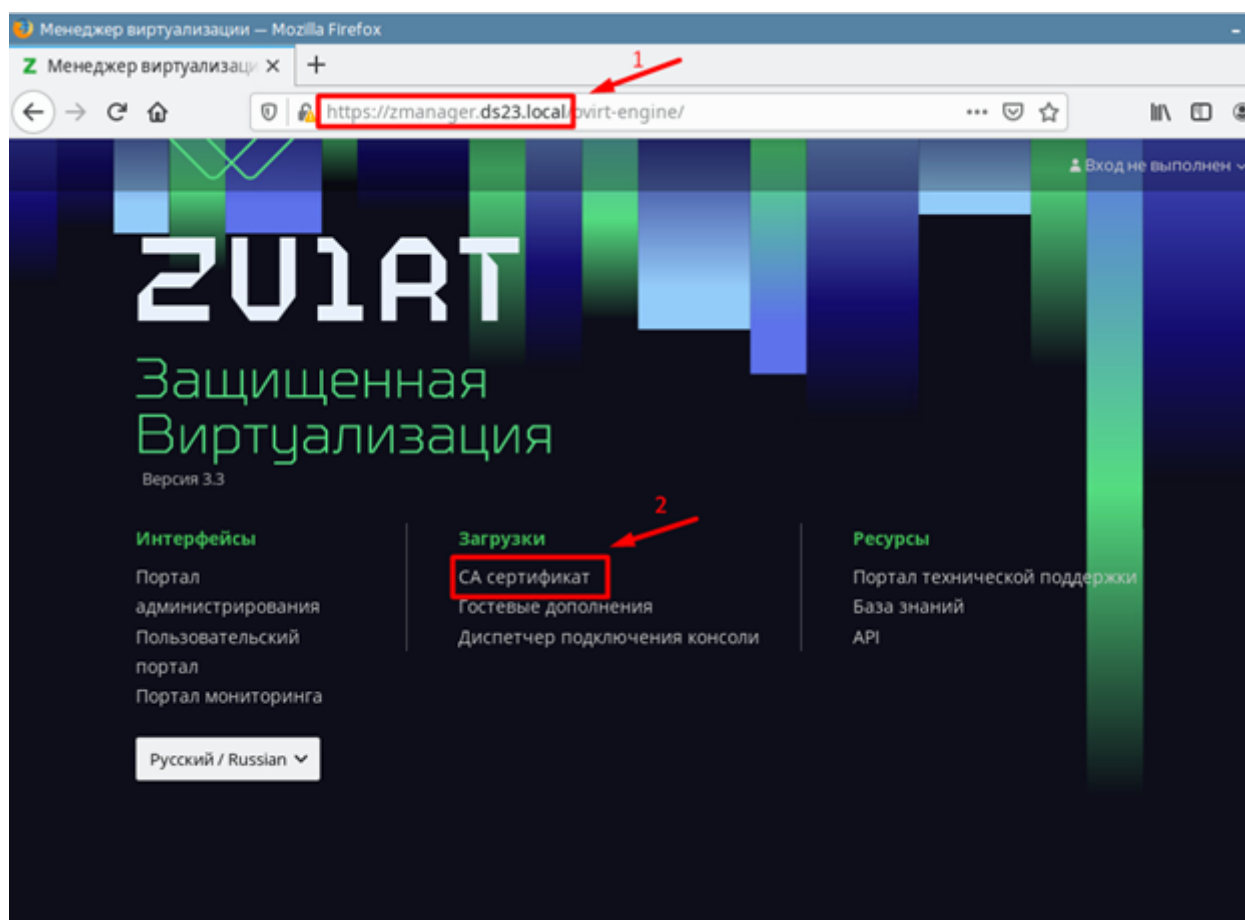 Менеджер виртуализации — Mozilla Firefox
Менеджер виртуализаци
1
https://zmanager.ds23.local/ovirt-engine/
Вход не выполнен
ZVIRT
Защищенная
Виртуализация
Версия 3.3
2
Интерфейсы
Портал
администрирования
Пользовательский
портал
Портал мониторинга
Загрузки
CA сертификат
Гостевые дополнения
Диспетчер подключения консоли
Ресурсы
Портал технической поддержки
База знаний
API
Русский / Russian